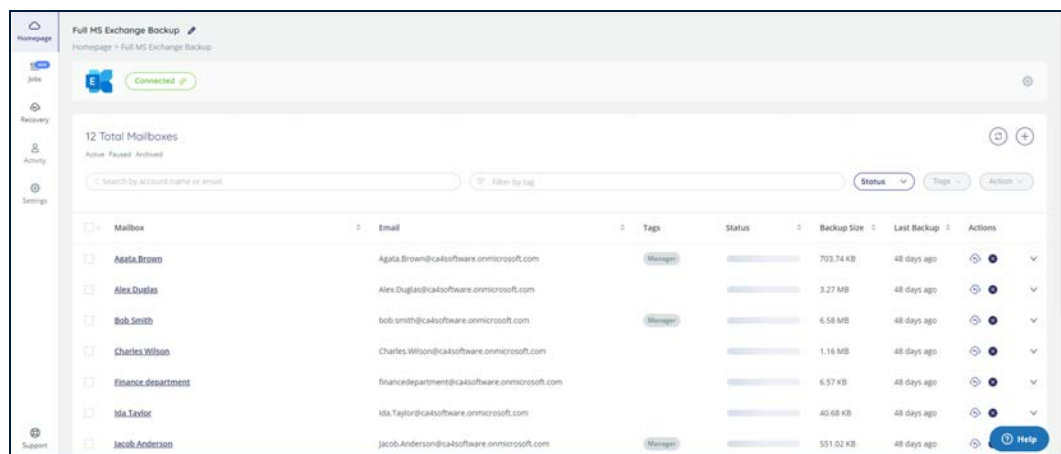 Full MS Exchange Backup
Homepage > Full MS Exchange Backup
Homepage
Jobs
Recovery
Activity
Settings
Support
E
Connected
12 Total Mailboxes
Active Paused Archived
Search by account name or email
Filter by tag
Status
Tags
Action
Mailbox Email Tags Status Backup Size Last Backup Actions
Agata.Brown Agata.Brown@ca4software.onmicrosoft.com Manager 703.74 KB 48 days ago
Alex Duglas Alex.Duglas@ca4software.onmicrosoft.com 3.27 MB 48 days ago
Bob Smith bob.smith@ca4software.onmicrosoft.com Manager 6.58 MB 48 days ago
Charles Wilson Charles.Wilson@ca4software.onmicrosoft.com 1.16 MB 48 days ago
Finance department financedepartment@ca4software.onmicrosoft.com 6.57 KB 48 days ago
Ida.Taylor Ida.Taylor@ca4software.onmicrosoft.com 40.68 KB 48 days ago
Jacob Anderson Jacob.Anderson@ca4software.onmicrosoft.com Manager 551.02 KB 48 days ago
Help